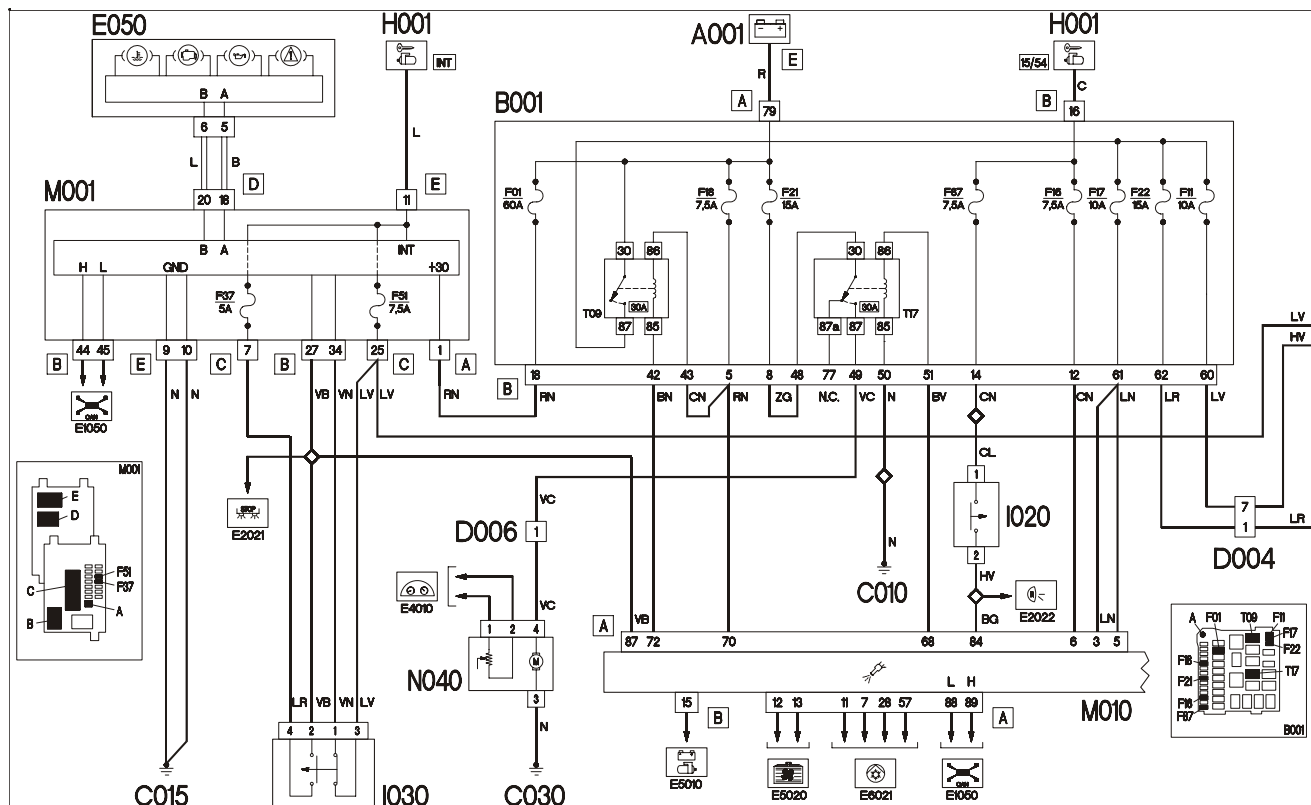 E050
H001
A001
H001
INT
15/54
E
R
C
A
79
B
16
B001
B A
6 5
L
B
L
D
E
M001
20 18
11
B A
INT
H L
GND
+30
F37
5A
F51
7,5A
F01
60A
F18
7,5A
F21
15A
F87
7,5A
F16
7,5A
F17
10A
F22
15A
F11
10A
30 86
30 86
T09
30A
87 85
30A
T17
87a 87 85
LV
HV
B
44 45
E
9 10
C
7
B
27 34
25
C
1
A
B
18 42 43 5 8 48 77 49 50 51 14 12 61 62 60
N N
VB VN LV LV
RN
RN
BN CN RN ZG N.C. VC N BV CN CN LN LR LV
CAN
E1050
M001
E
D
C
B
F51
F37
A
STOP
E2021
CL
1
I020
2
HV
VC
D006
1
VC
N
C010
7
1
LR
D004
E4010
E2022
BG
A
VB
LN
87 72 70 68 84 6 3 5
1 2 4
M
N040
3
N
L H
M010
15
B
12 13
11 7 28 57
88 89
A
LR VB VN LV
4 2 1 3
C015
I030
C030
E5010
E5020
E6021
CAN
E1050
A
F01
T09
F11
F17
F22
F18
T17
F21
F16
F87
B001